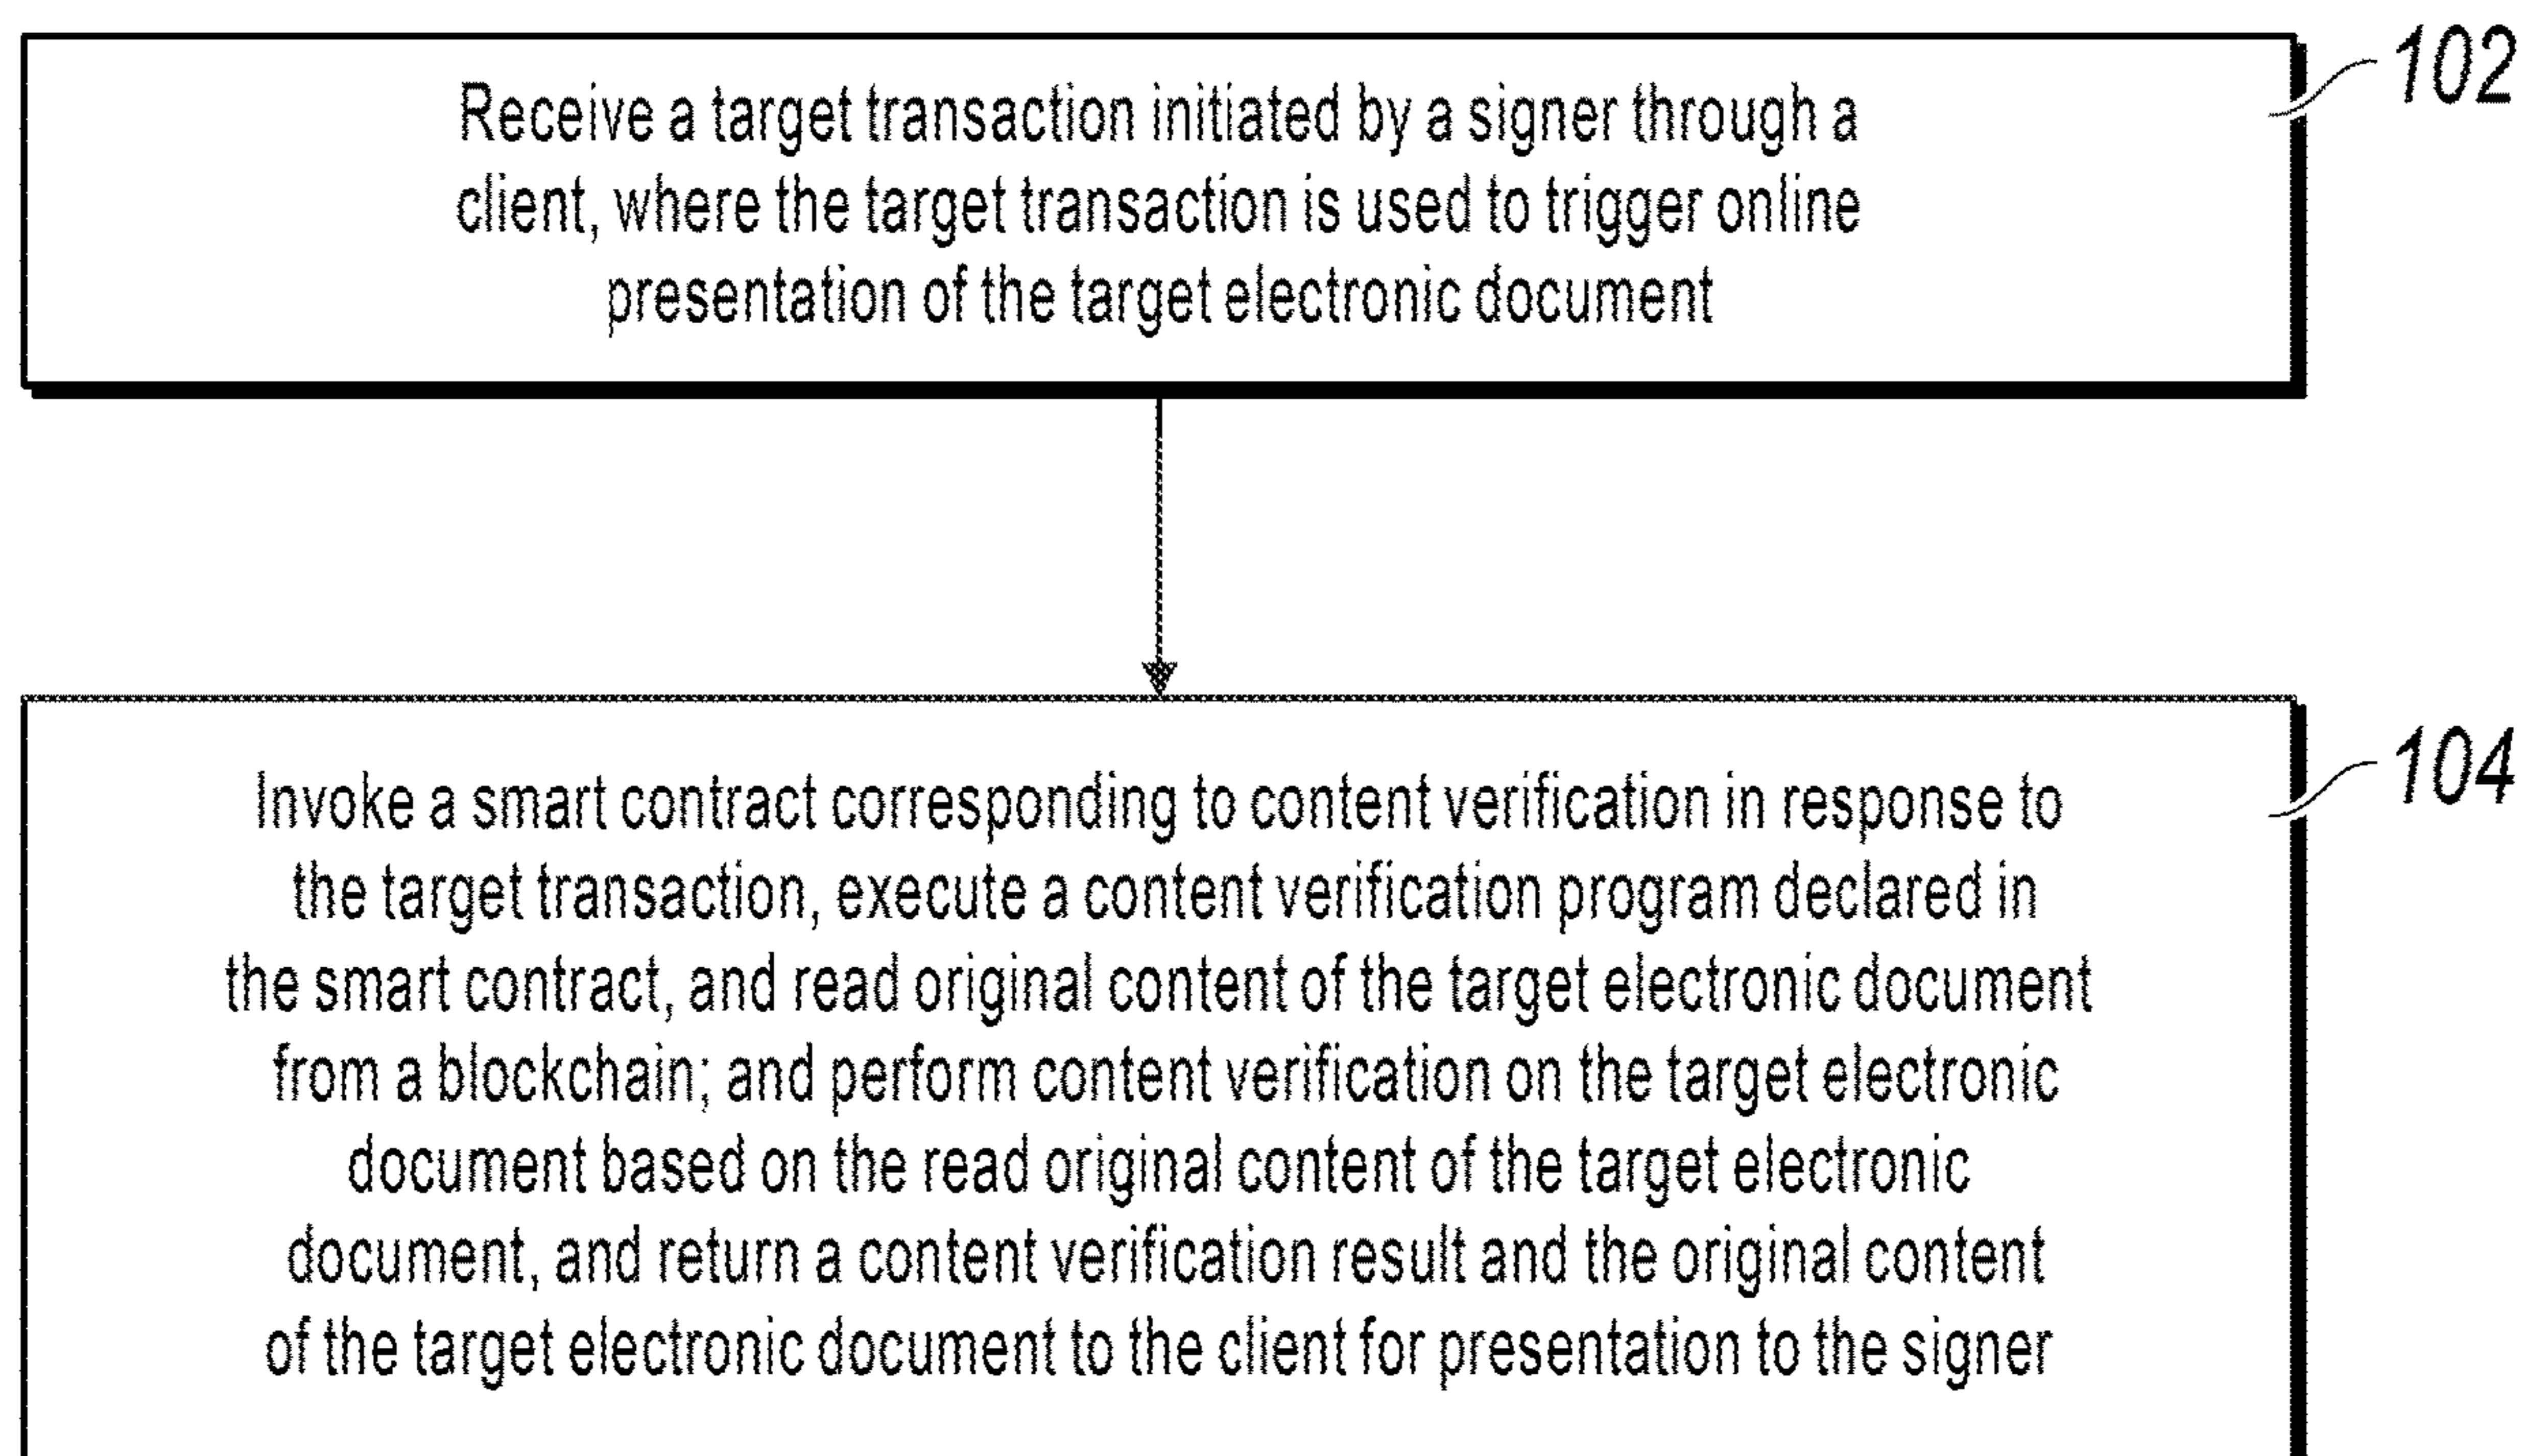 102
Receive a target transaction initiated by a signer through a
client, where the target transaction is used to trigger online
presentation of the target electronic document
104
Invoke a smart contract corresponding to content verification in response to
the target transaction, execute a content verification program declared in
the smart contract, and read original content of the target electronic document
from a blockchain; and perform content verification on the target electronic
document based on the read original content of the target electronic
document, and return a content verification result and the original content
of the target electronic document to the client for presentation to the signer